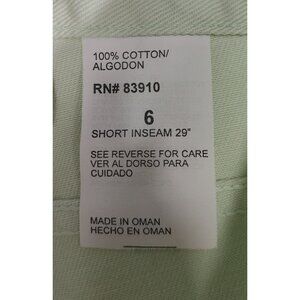 100% COTTON/
ALGODON
RN# 83910
6
SHORT INSEAM 29"
SEE REVERSE FOR CARE
VER AL DORSO PARA
CUIDADO
MADE IN OMAN
HECHO EN OMAN